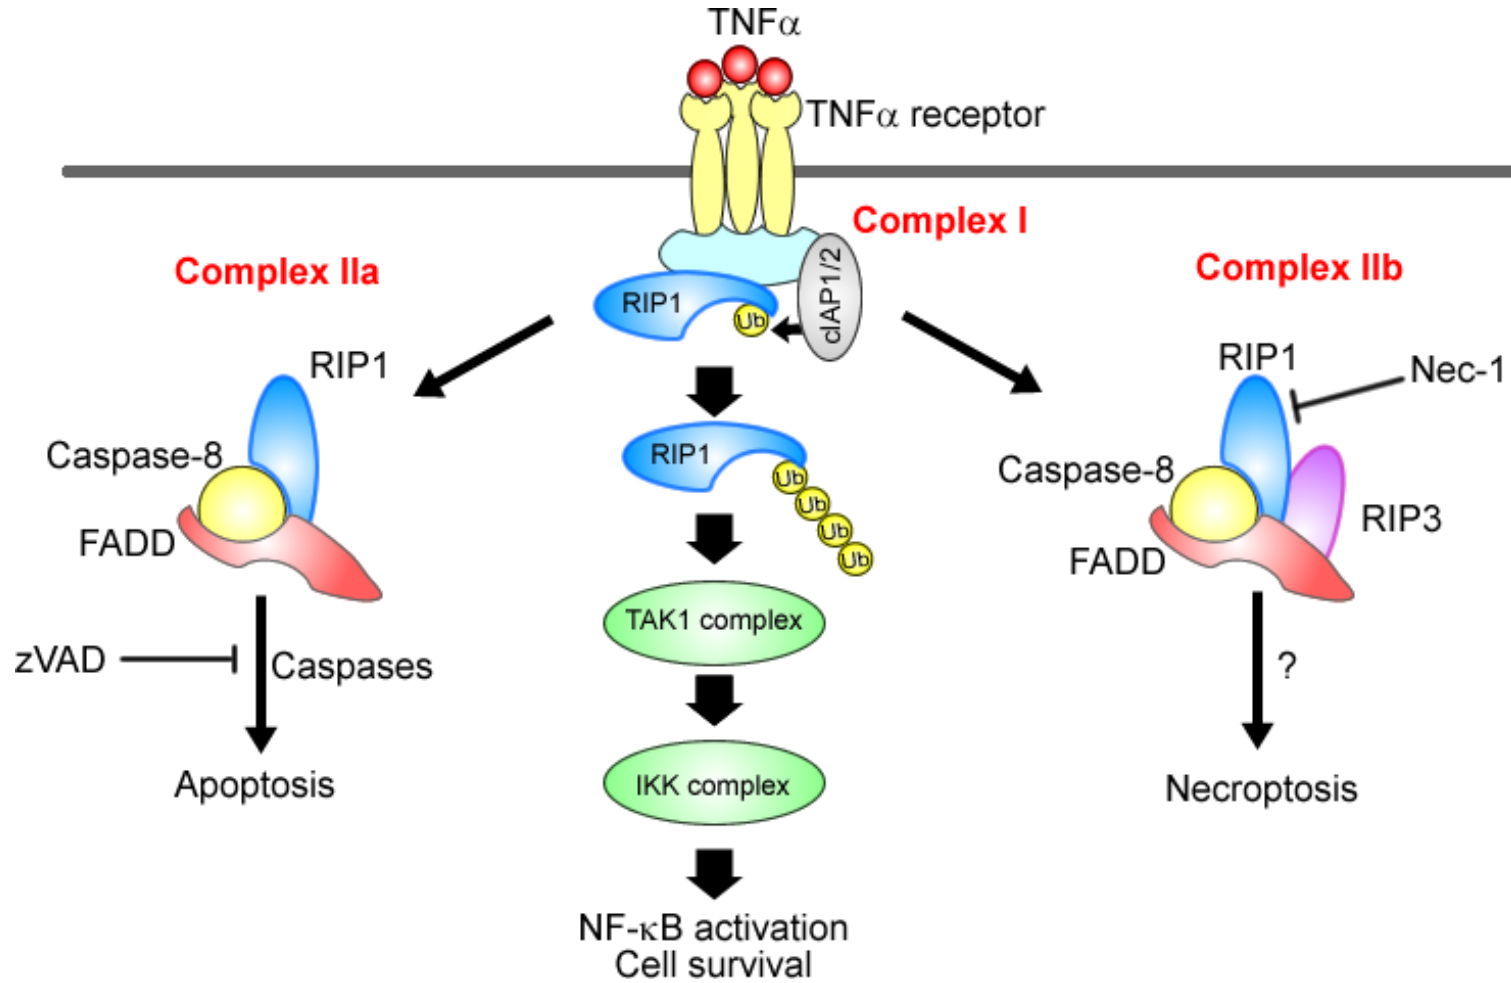 TNFα
TNFα receptor
Complex I
Complex IIa
Complex IIb
RIP1
Ub
cIAP1/2
RIP1
Caspase-8
FADD
zVAD
Caspases
Apoptosis
RIP1
Ub
Ub
Ub
Ub
TAK1 complex
IKK complex
NF-κB activation
Cell survival
RIP1
Nec-1
Caspase-8
RIP3
FADD
?
Necroptosis